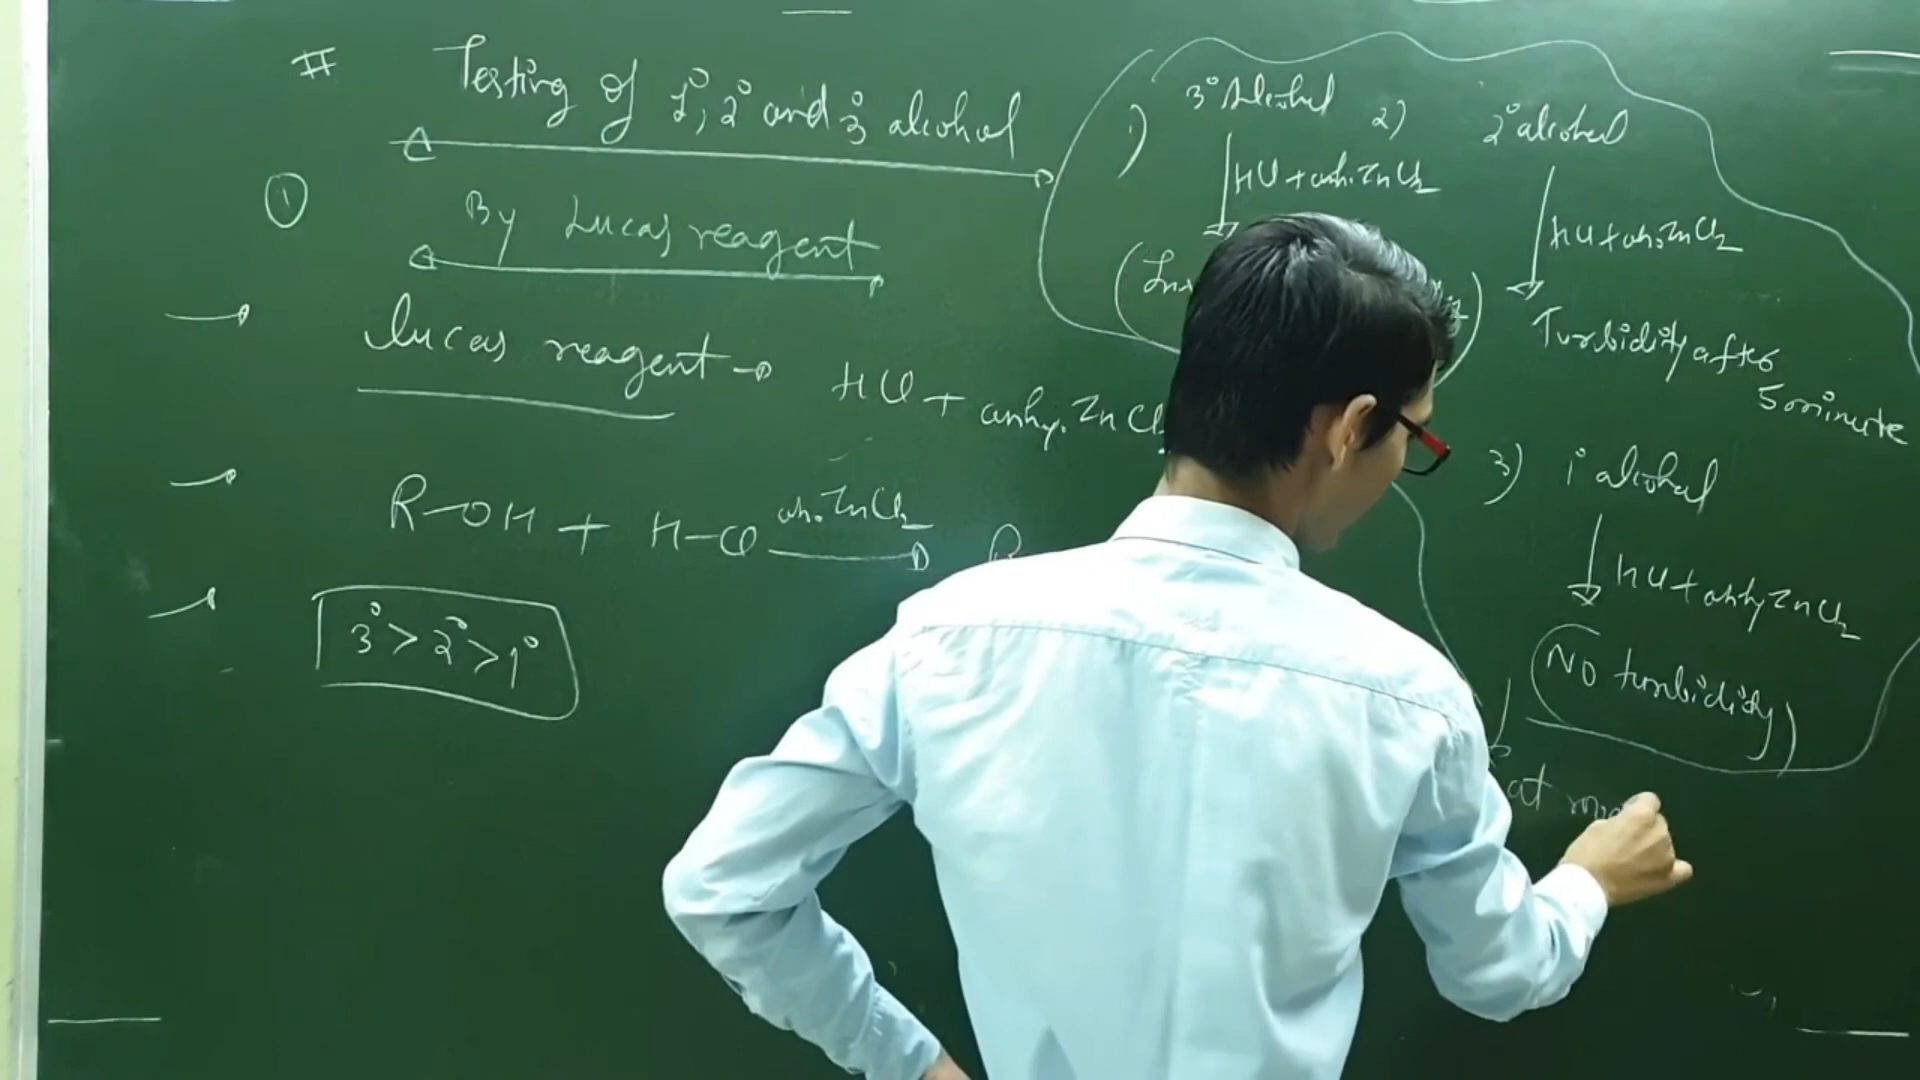 # Testing of 1°, 2° and 3° alcohol
① By Lucas reagent
→ lucas reagent → HCl + anhy. ZnCl
→ R-OH + H-Cl anh. ZnCl2 →
→ 3° > 2° > 1°
1) 3° Alcohol
↓ HCl + anh. ZnCl2
2) 2° alcohol
↓ HCl + anh. ZnCl2
Turbidity after
5 minute
3) 1° alcohol
↓ HCl + anhy ZnCl2
(NO turbidity)
↓
at